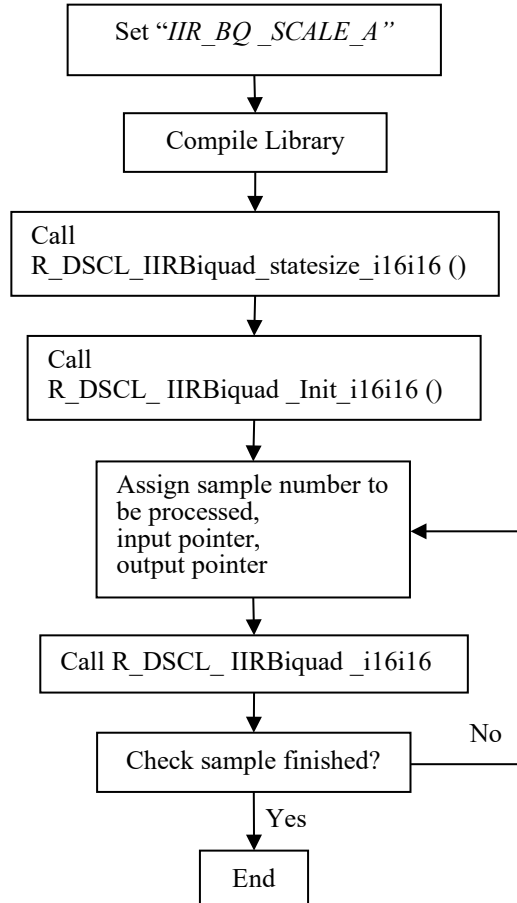 Set “IIR_BQ _SCALE_A”
Compile Library
Call
R_DSCL_IIRBiquad_statesize_i16i16 ()
Call
R_DSCL_ IIRBiquad _Init_i16i16 ()
Assign sample number to
be processed,
input pointer,
output pointer
Call R_DSCL_ IIRBiquad _i16i16
Check sample finished?
No
Yes
End